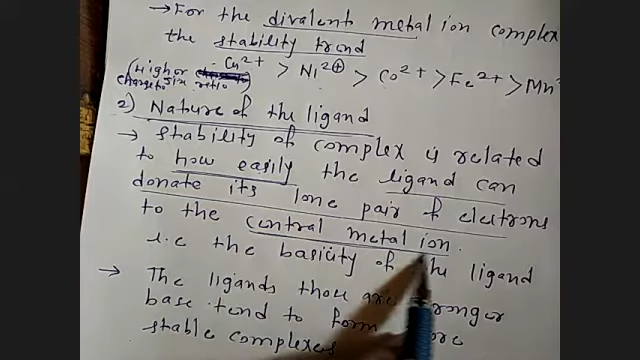 → For the divalent metal ion complex
the stability trend
(Higher Cu2+ > Ni2⊕ > Co2+ > Fe2+ > Mn
charge to size ratio)
2) Nature of the ligand
→ stability of complex is related
to how easily the ligand can
donate its lone pair of electrons
to the central metal ion.
i.e the basicity of the ligand
→ The ligands those are stronger
base tend to form more
stable complexes